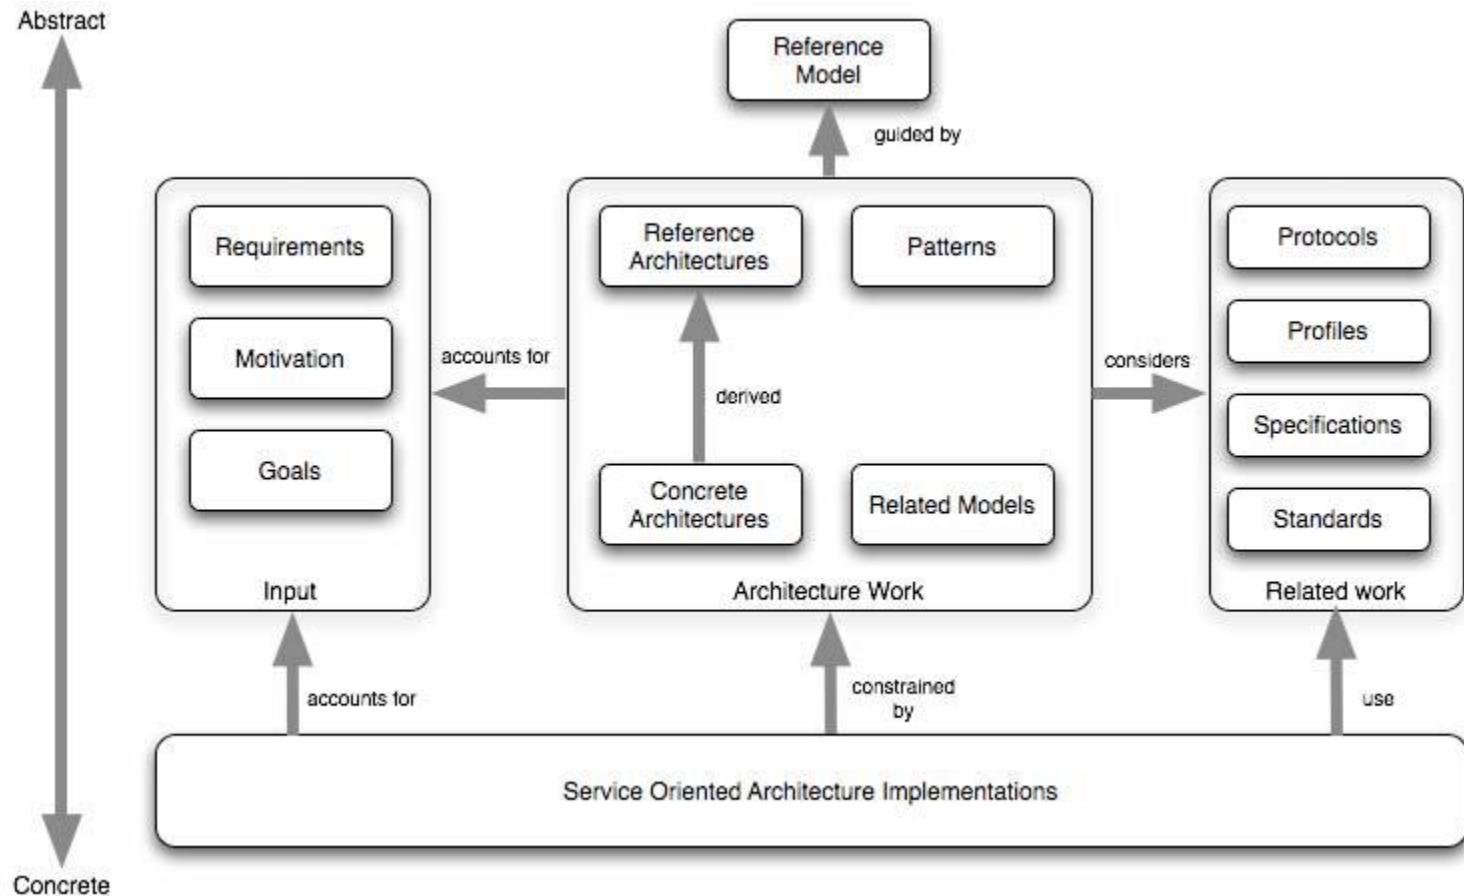 Abstract
Reference
Model
guided by
Requirements
Motivation
Goals
Input
accounts for
Reference
Architectures
Patterns
derived
Concrete
Architectures
Related Models
Architecture Work
considers
Protocols
Profiles
Specifications
Standards
Related work
accounts for
constrained
by
use
Service Oriented Architecture Implementations
Concrete